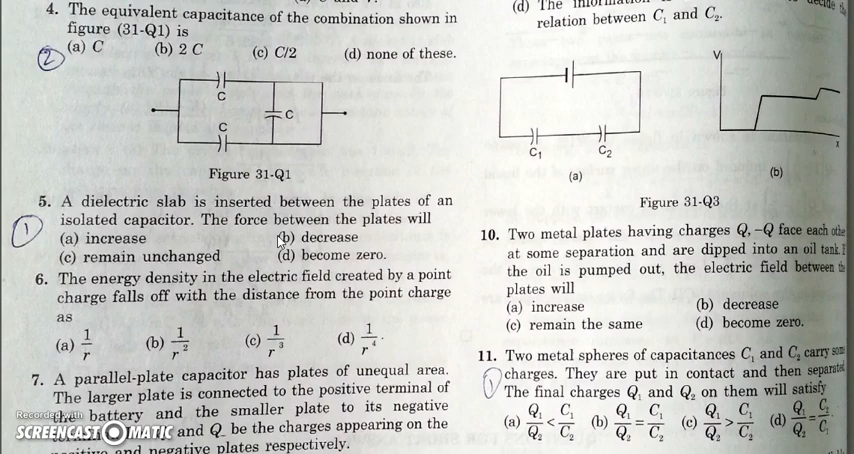 (d) The
relation between C₁ and C₂.
4. The equivalent capacitance of the combination shown in
figure (31-Q1) is
2
(a) C (b) 2 C (c) C/2 (d) none of these.
C
C
C
Figure 31-Q1
5. A dielectric slab is inserted between the plates of an
isolated capacitor. The force between the plates will
1
(a) increase (b) decrease
(c) remain unchanged (d) become zero.
6. The energy density in the electric field created by a point
charge falls off with the distance from the point charge
as
(a) 1/r (b) 1/r² (c) 1/r³ (d) 1/r⁴.
7. A parallel-plate capacitor has plates of unequal area.
The larger plate is connected to the positive terminal of
battery and the smaller plate to its negative
and Q₋ be the charges appearing on the
and negative plates respectively.
Recorded with
SCREENCAST MATIC
C₁ C₂
V
x
(a) (b)
Figure 31-Q3
10. Two metal plates having charges Q, –Q face each othe
at some separation and are dipped into an oil tank.
the oil is pumped out, the electric field between
plates will
(a) increase (b) decrease
(c) remain the same (d) become zero.
11. Two metal spheres of capacitances C₁ and C₂ carry som
1
charges. They are put in contact and then separated
The final charges Q₁ and Q₂ on them will satisfy
(a) Q₁/Q₂ < C₁/C₂ (b) Q₁/Q₂ = C₁/C₂ (c) Q₁/Q₂ > C₁/C₂ (d) Q₁/Q₂ = C₂/C₁.